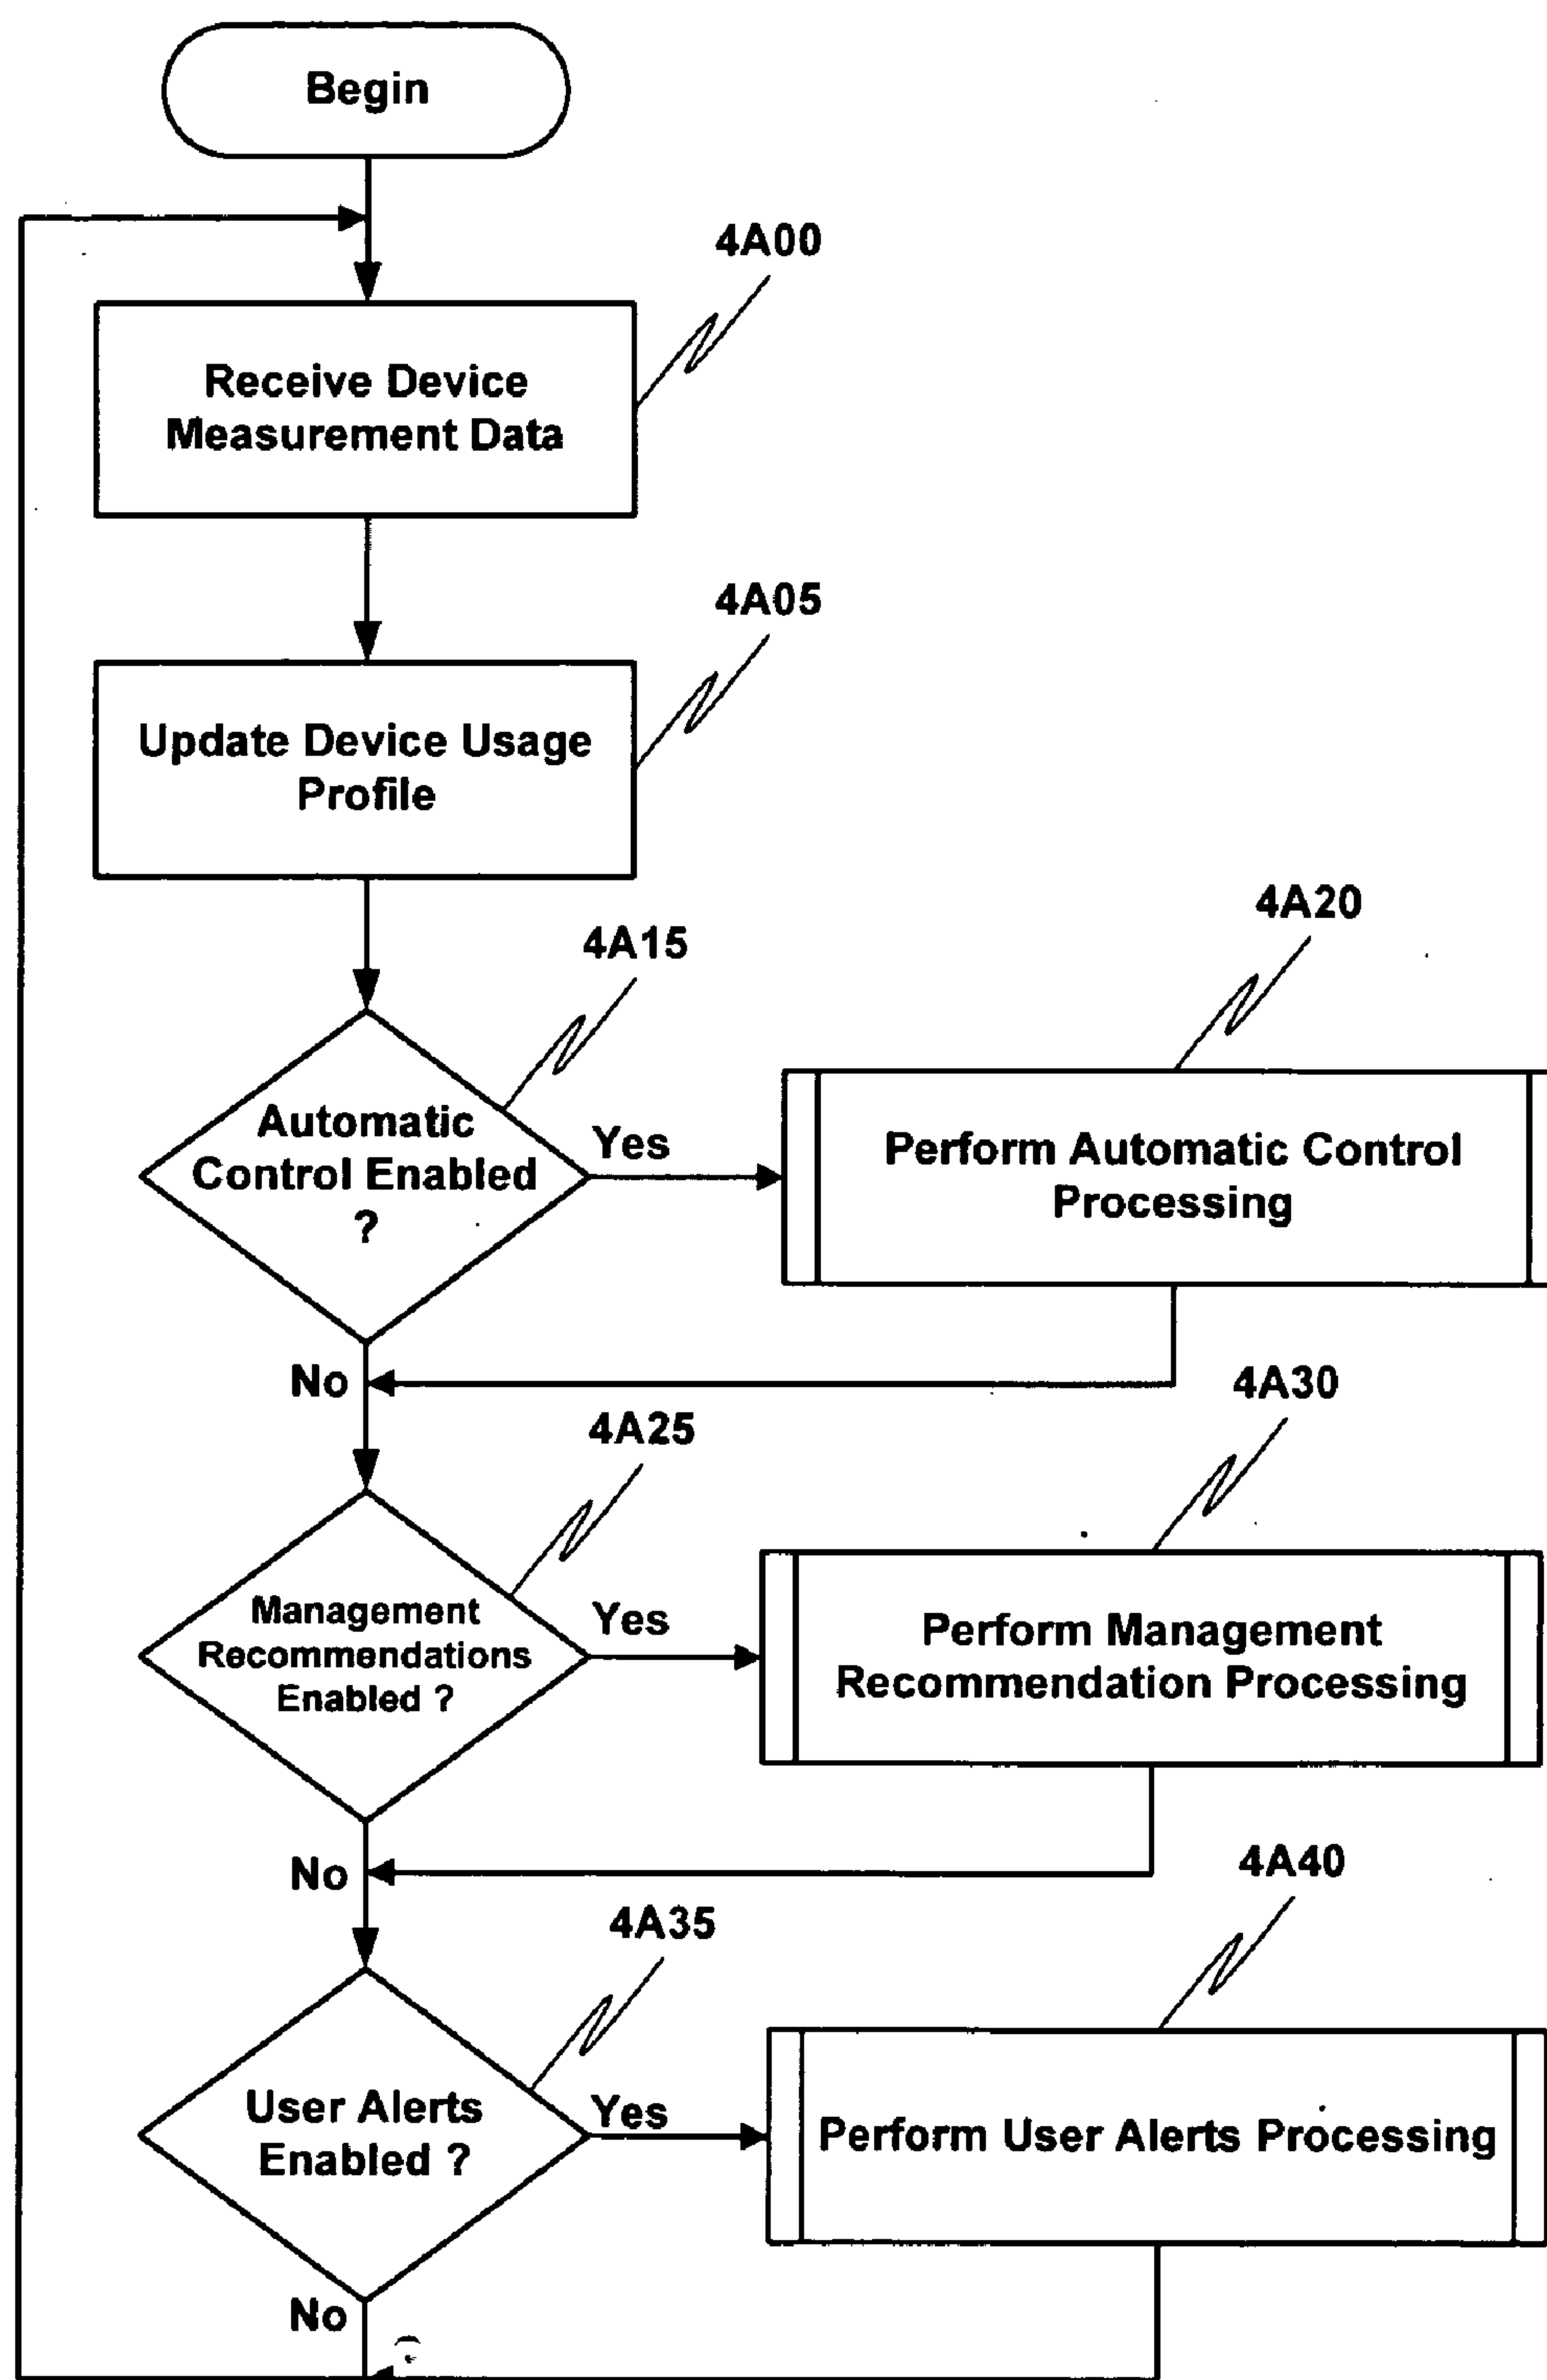 Begin
4A00
Receive Device
Measurement Data
4A05
Update Device Usage
Profile
4A15
4A20
Automatic
Control Enabled
?
Yes
Perform Automatic Control
Processing
No
4A25
4A30
Management
Recommendations
Enabled ?
Yes
Perform Management
Recommendation Processing
No
4A35
4A40
User Alerts
Enabled ?
Yes
Perform User Alerts Processing
No